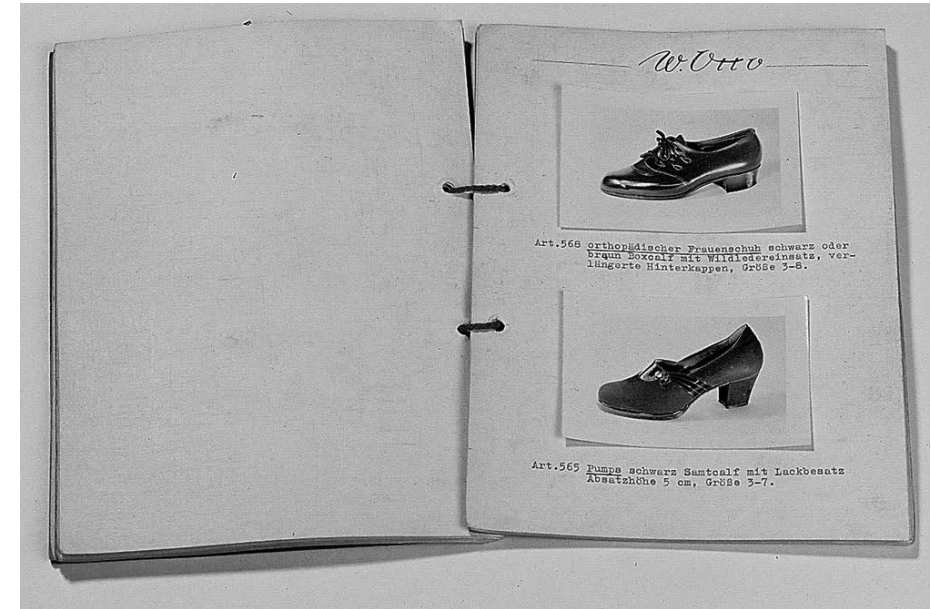 W. Otto
Art.568 orthopädischer Frauenschuh schwarz oder
braun Boxcalf mit Wildledereinsatz, ver-
längerte Hinterkappen, Größe 3-8.
Art.565 Pumps schwarz Samtcalf mit Lackbesatz
Absatzhöhe 5 cm, Größe 3-7.